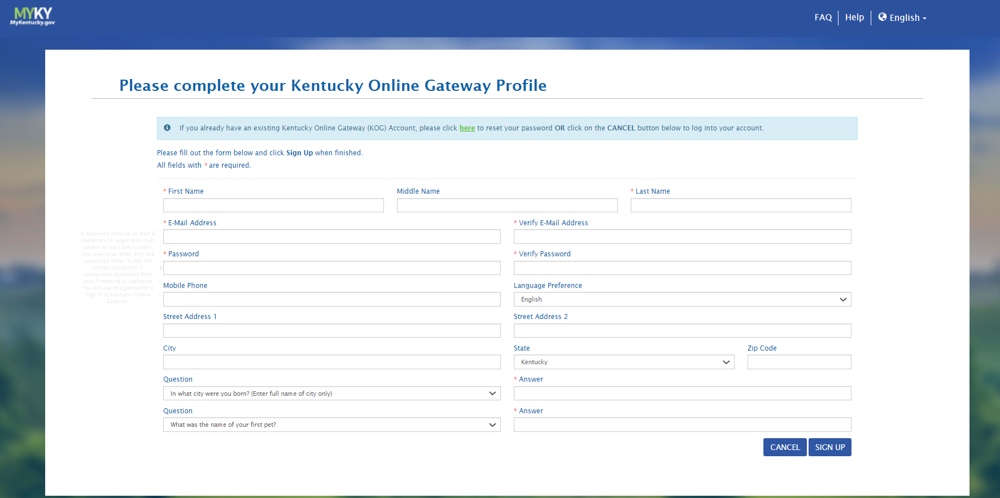 MYKY
MyKentucky.gov
FAQ
Help
English
Please complete your Kentucky Online Gateway Profile
If you already have an existing Kentucky Online Gateway (KOG) Account, please click here to reset your password OR click on the CANCEL button below to log into your account.
Please fill out the form below and click Sign Up when finished.
All fields with * are required.
* First Name
Middle Name
* Last Name
* E-Mail Address
* Verify E-Mail Address
A password must be at least 8
characters in length and must
contain at least one number,
one lowercase letter, and one
uppercase letter. It may not
contain more than 3
consecutive characters from
your Firstname or Lastname
You will use this password to
Sign in to Kentucky Online
Gateway
* Password
* Verify Password
Mobile Phone
Language Preference
English
Street Address 1
Street Address 2
City
State
Zip Code
Kentucky
Question
* Answer
In what city were you born? (Enter full name of city only)
Question
* Answer
What was the name of your first pet?
CANCEL
SIGN UP